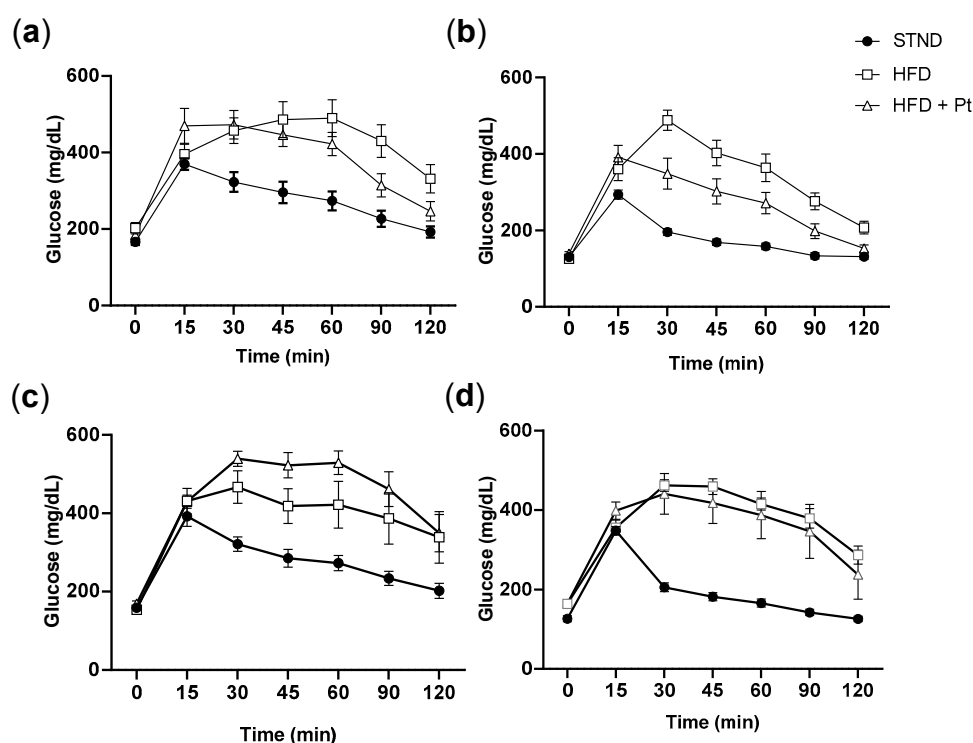 (a)
600
400
200
0
Glucose (mg/dL)
0 15 30 45 60 90 120
Time (min)
(b)
STND
HFD
HFD + Pt
600
400
200
0
Glucose (mg/dL)
0 15 30 45 60 90 120
Time (min)
(c)
600
400
200
0
Glucose (mg/dL)
0 15 30 45 60 90 120
Time (min)
(d)
600
400
200
0
Glucose (mg/dL)
0 15 30 45 60 90 120
Time (min)